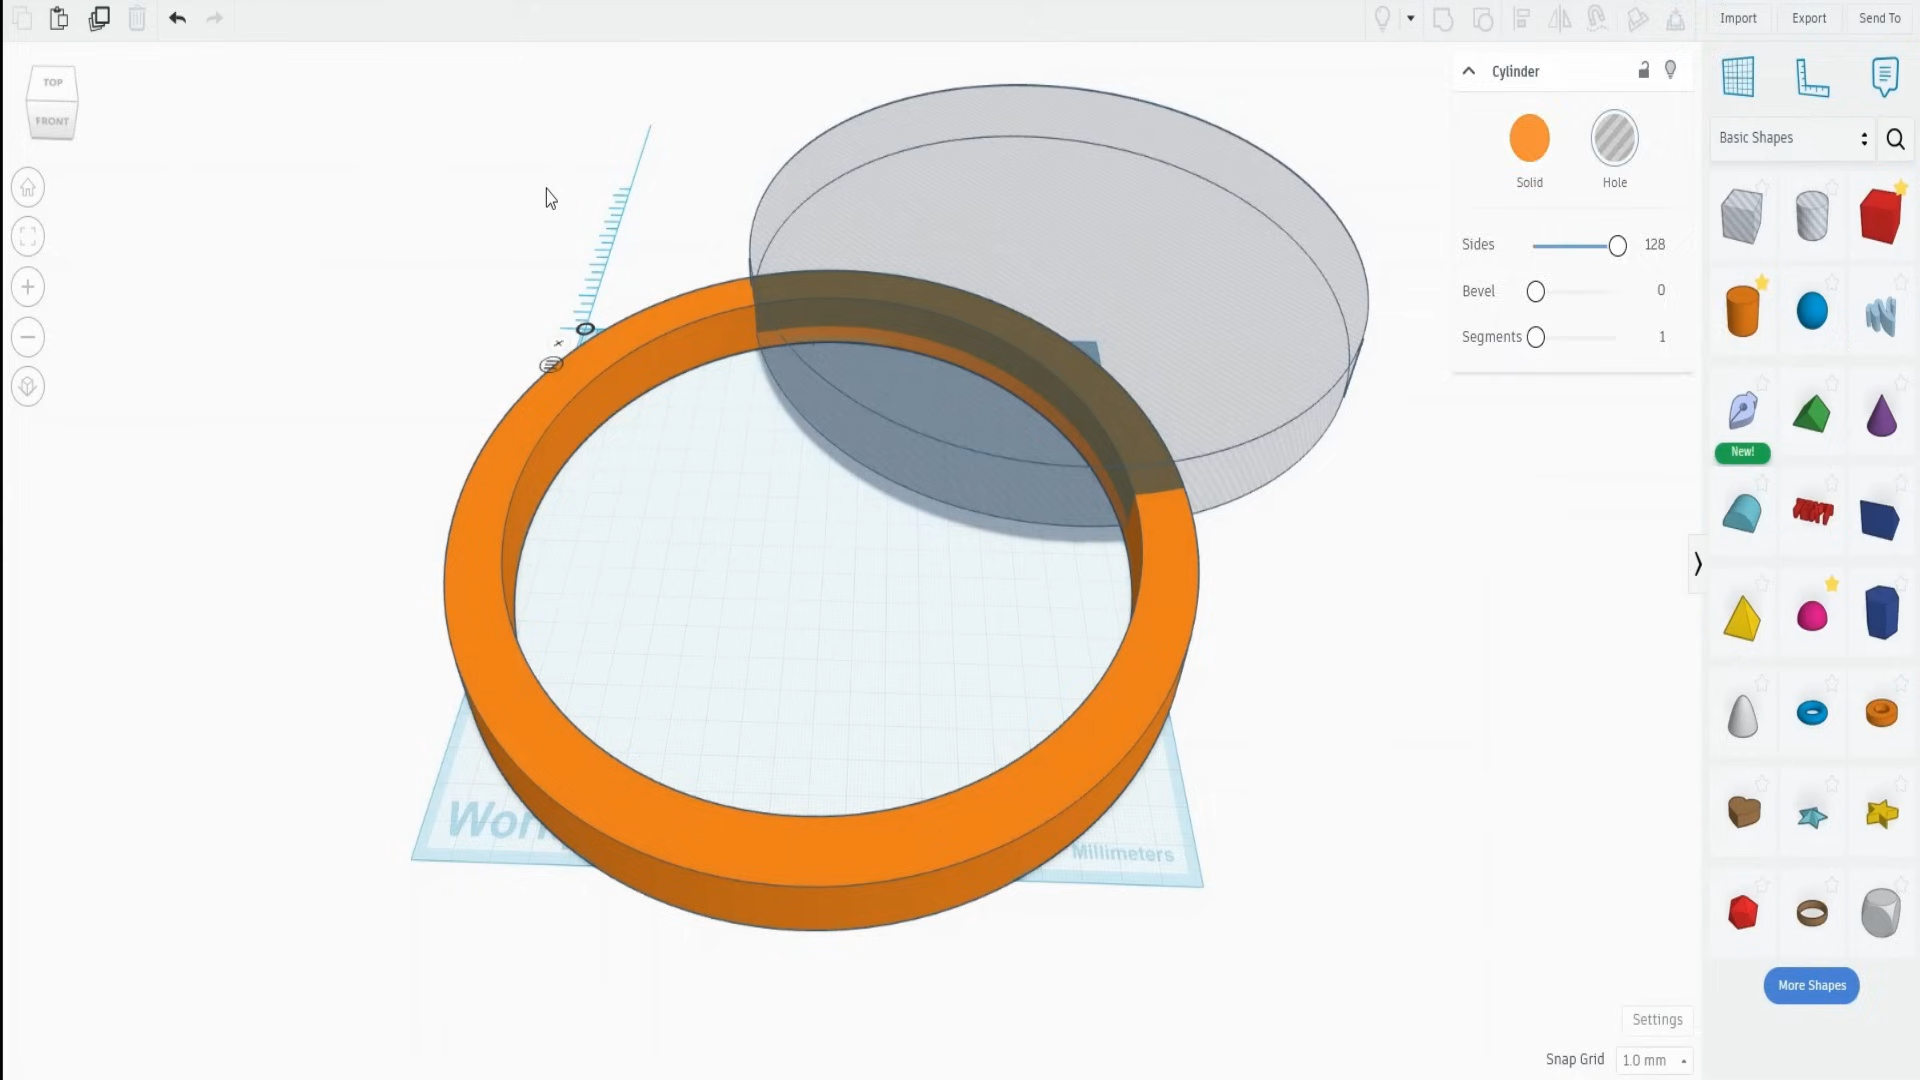 Import
Export
Send To
TOP
FRONT
Cylinder
Solid
Hole
Sides
128
Bevel
0
Segments
1
Basic Shapes
New!
TEXT
More Shapes
Wor
Millimeters
Settings
Snap Grid
1.0 mm